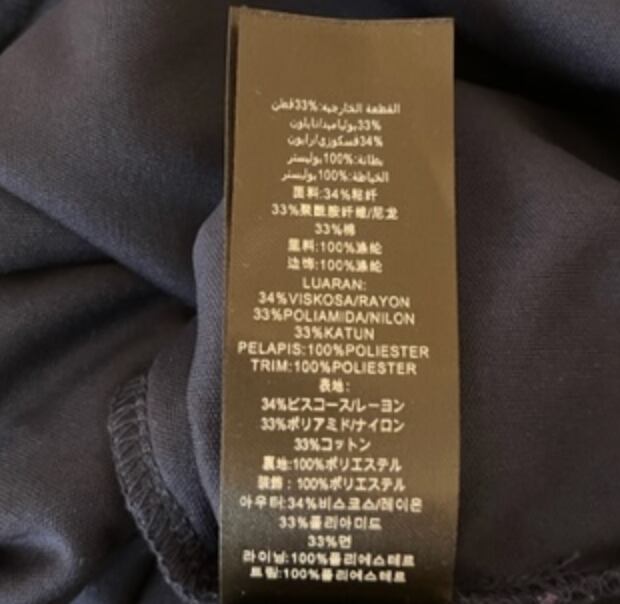 القطعة الخارجية:33%قطن
33%بولياميد/نايلون
34%فسكوزي/رايون
بطانة:100%بوليستر
الخياطة:100%بوليستر
面料:34%粘纤
33%聚酰胺纤维/尼龙
33%棉
里料:100%涤纶
边饰:100%涤纶
LUARAN:
34%VISKOSA/RAYON
33%POLIAMIDA/NILON
33%KATUN
PELAPIS:100%POLIESTER
TRIM:100%POLIESTER
表地:
34%ビスコース/レーヨン
33%ポリアミド/ナイロン
33%コットン
裏地:100%ポリエステル
装飾:100%ポリエステル
아우터:34%비스코스/레이온
33%폴리아미드
33%면
라이닝:100%폴리에스테르
트림:100%폴리에스테르